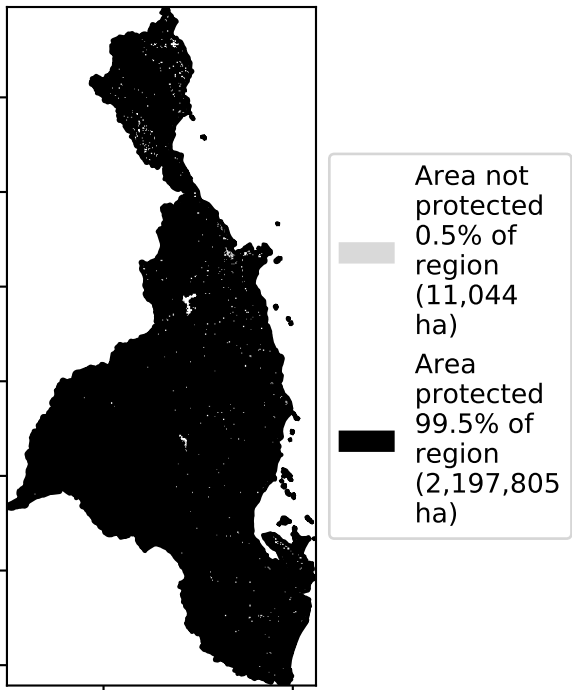 Area not
protected
0.5% of
region
(11,044
ha)
Area
protected
99.5% of
region
(2,197,805
ha)